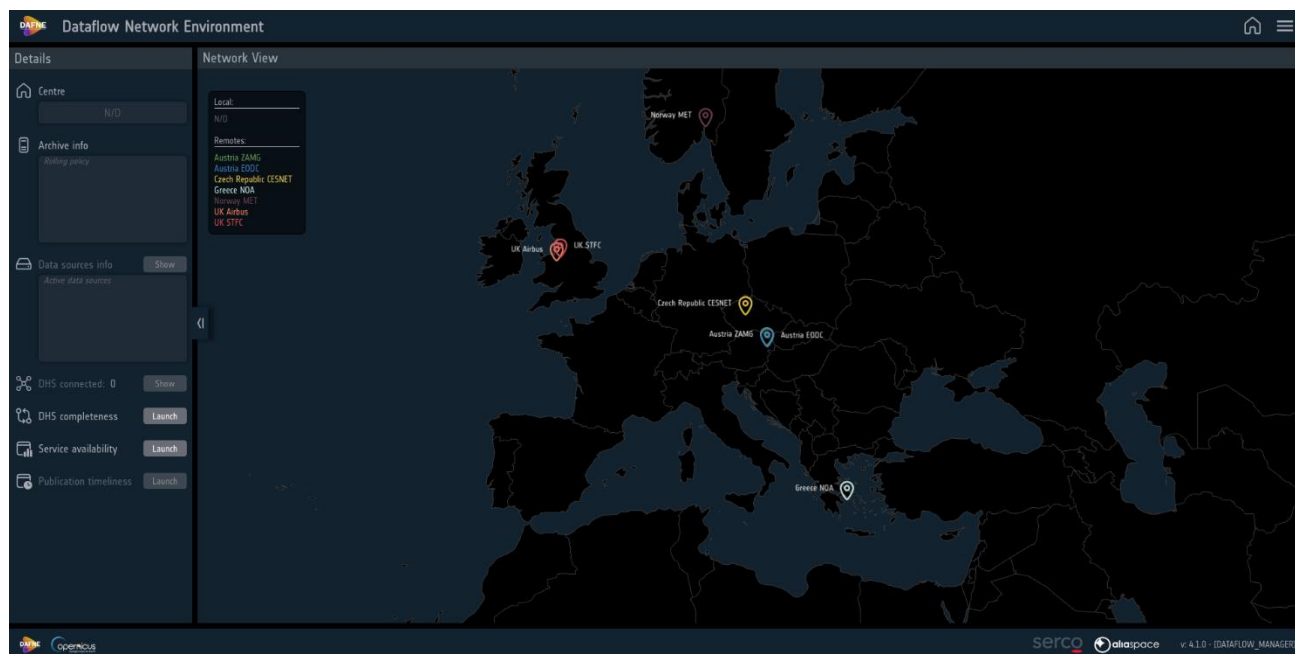 DAFNE
Dataflow Network Environment
Details
Centre
N/D
Archive info
Rolling policy
Data sources info
Show
Active data sources
DHS connected: 0
Show
DHS completeness
Launch
Service availability
Launch
Publication timeliness
Launch
Network View
Local:
N/D
Remotes:
Austria ZAMG
Austria EODC
Czech Republic CESNET
Greece NOA
Norway MET
UK Airbus
UK STFC
Norway MET
UK Airbus
UK STFC
Czech Republic CESNET
Austria ZAMG
Austria EODC
Greece NOA
DAFNE
opernicus
serco
aliaspace
v: 4.1.0 - [DATAFLOW_MANAGER]